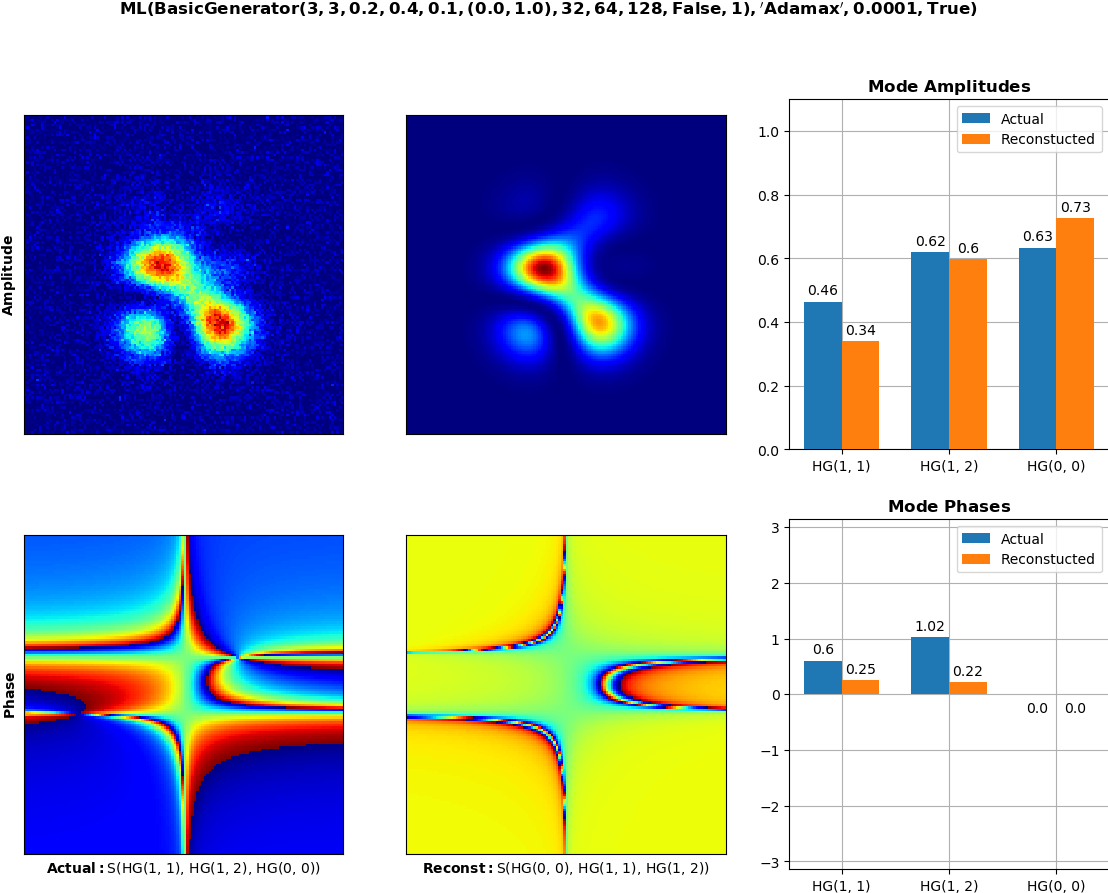 ML(BasicGenerator(3, 3, 0.2, 0.4, 0.1, (0.0, 1.0), 32, 64, 128, False, 1), 'Adamax', 0.0001, True)
Amplitude
Mode Amplitudes
Actual
Reconstucted
1.0
0.8
0.6
0.4
0.2
0.0
0.46
0.34
0.62
0.6
0.63
0.73
HG(1, 1)
HG(1, 2)
HG(0, 0)
Phase
Actual: S(HG(1, 1), HG(1, 2), HG(0, 0))
Reconst: S(HG(0, 0), HG(1, 1), HG(1, 2))
Mode Phases
Actual
Reconstucted
3
2
1
0
−1
−2
−3
0.6
0.25
1.02
0.22
0.0
0.0
HG(1, 1)
HG(1, 2)
HG(0, 0)